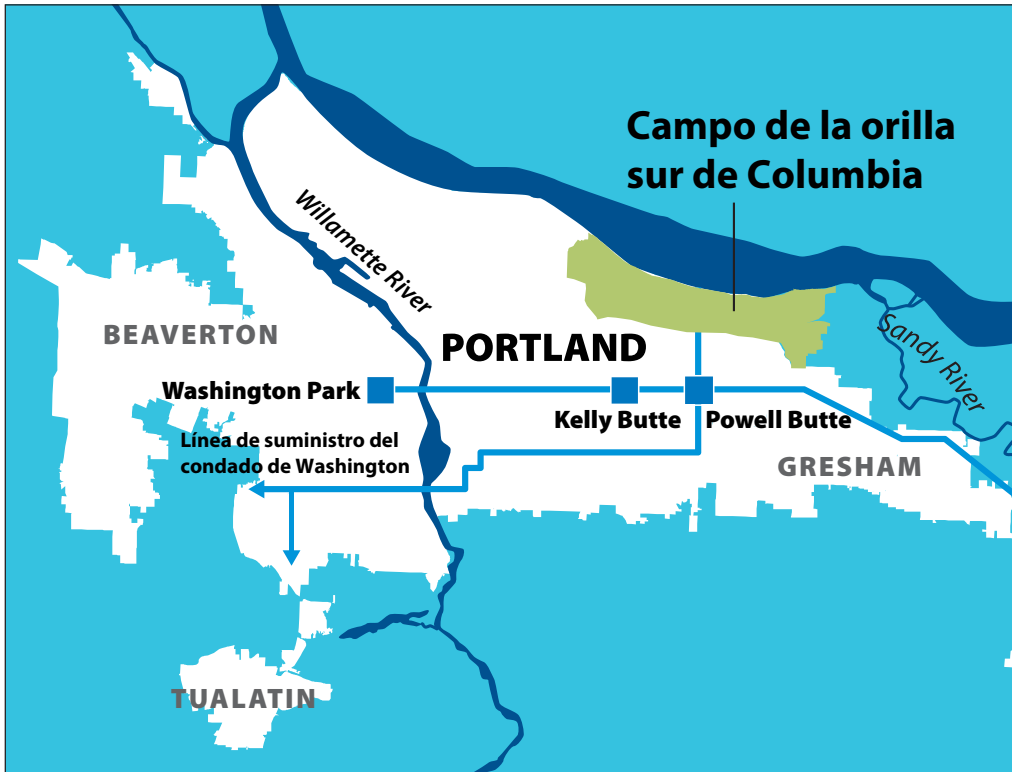 Campo de la orilla
sur de Columbia
Willamette River
BEAVERTON
PORTLAND
Sandy River
Washington Park
Kelly Butte
Powell Butte
Línea de suministro del
condado de Washington
GRESHAM
TUALATIN